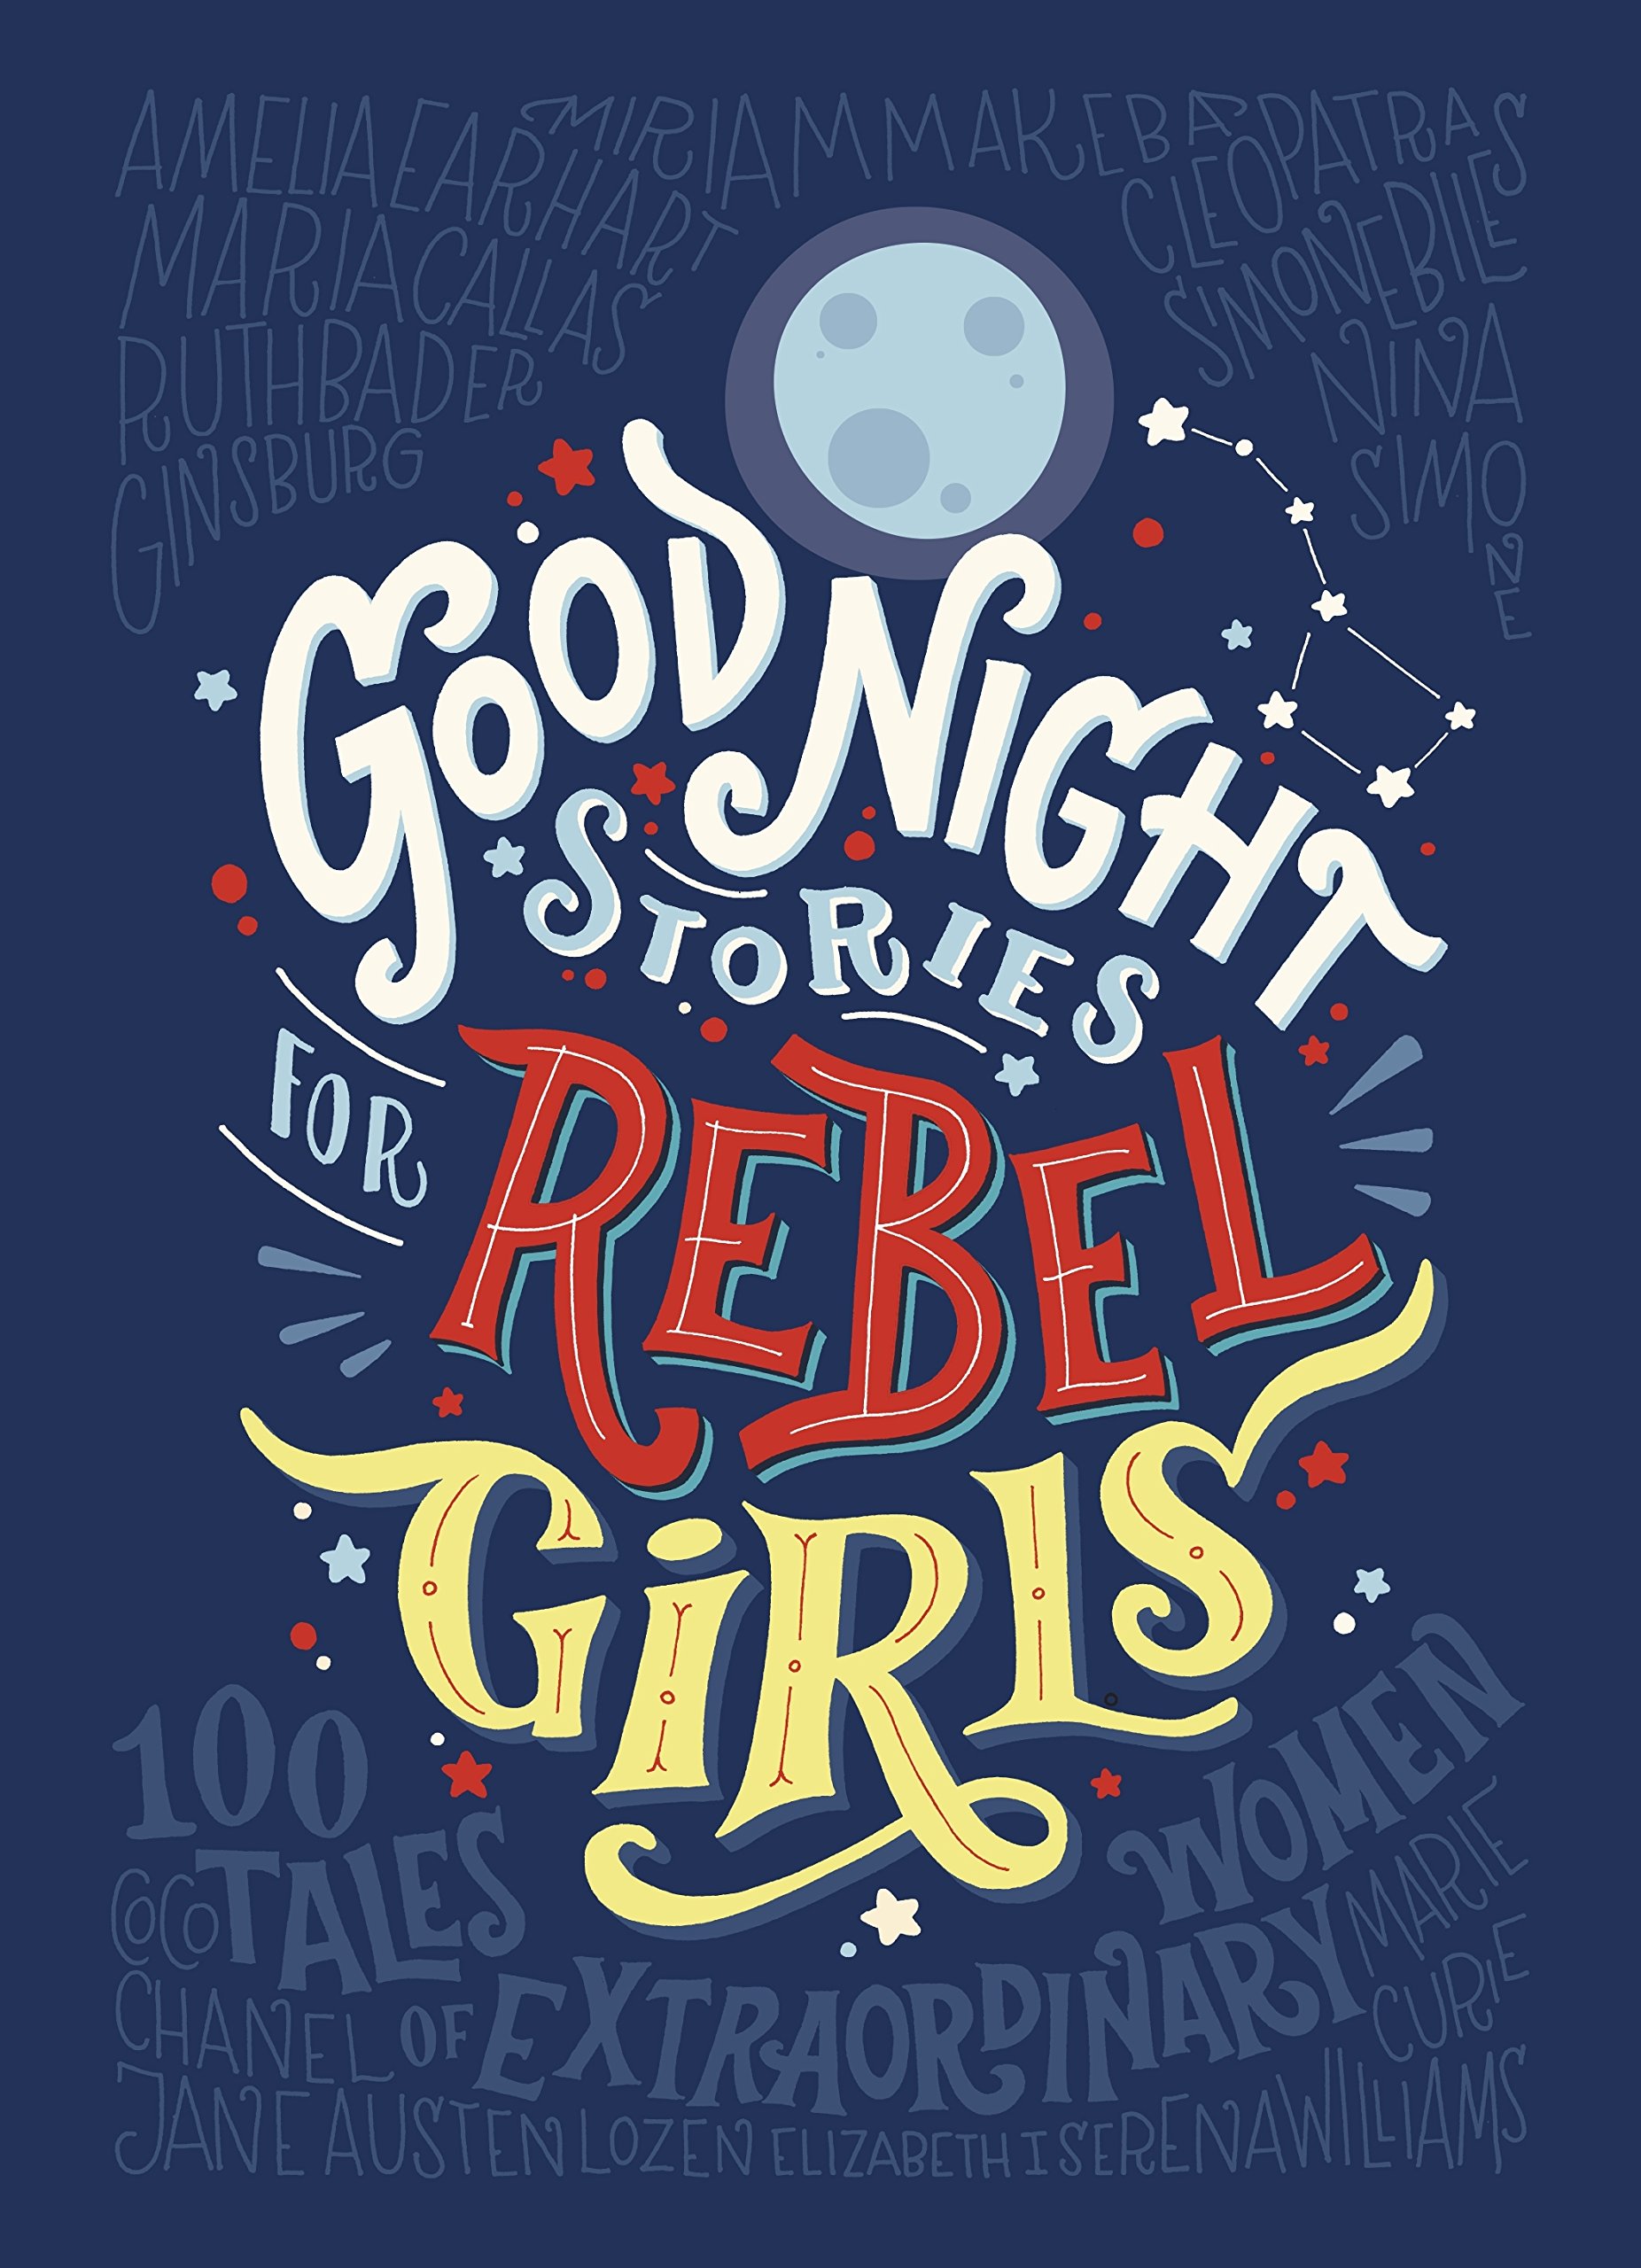 AMELIA EARHART
MIRIAM MAKEBA
CLEOPATRA
SIMONE BILES
MARIA CALLAS
RUTH BADER
GINSBURG
NINA
SIMONE
GOOD NIGHT
STORIES
FOR
REBEL
GiRLS
100
TALES
OF
EXTRAORDINARY
WOMEN
COCO
CHANEL
MARIE
CURIE
JANE AUSTEN LOZEN ELIZABETH I SERENA WILLIAMS